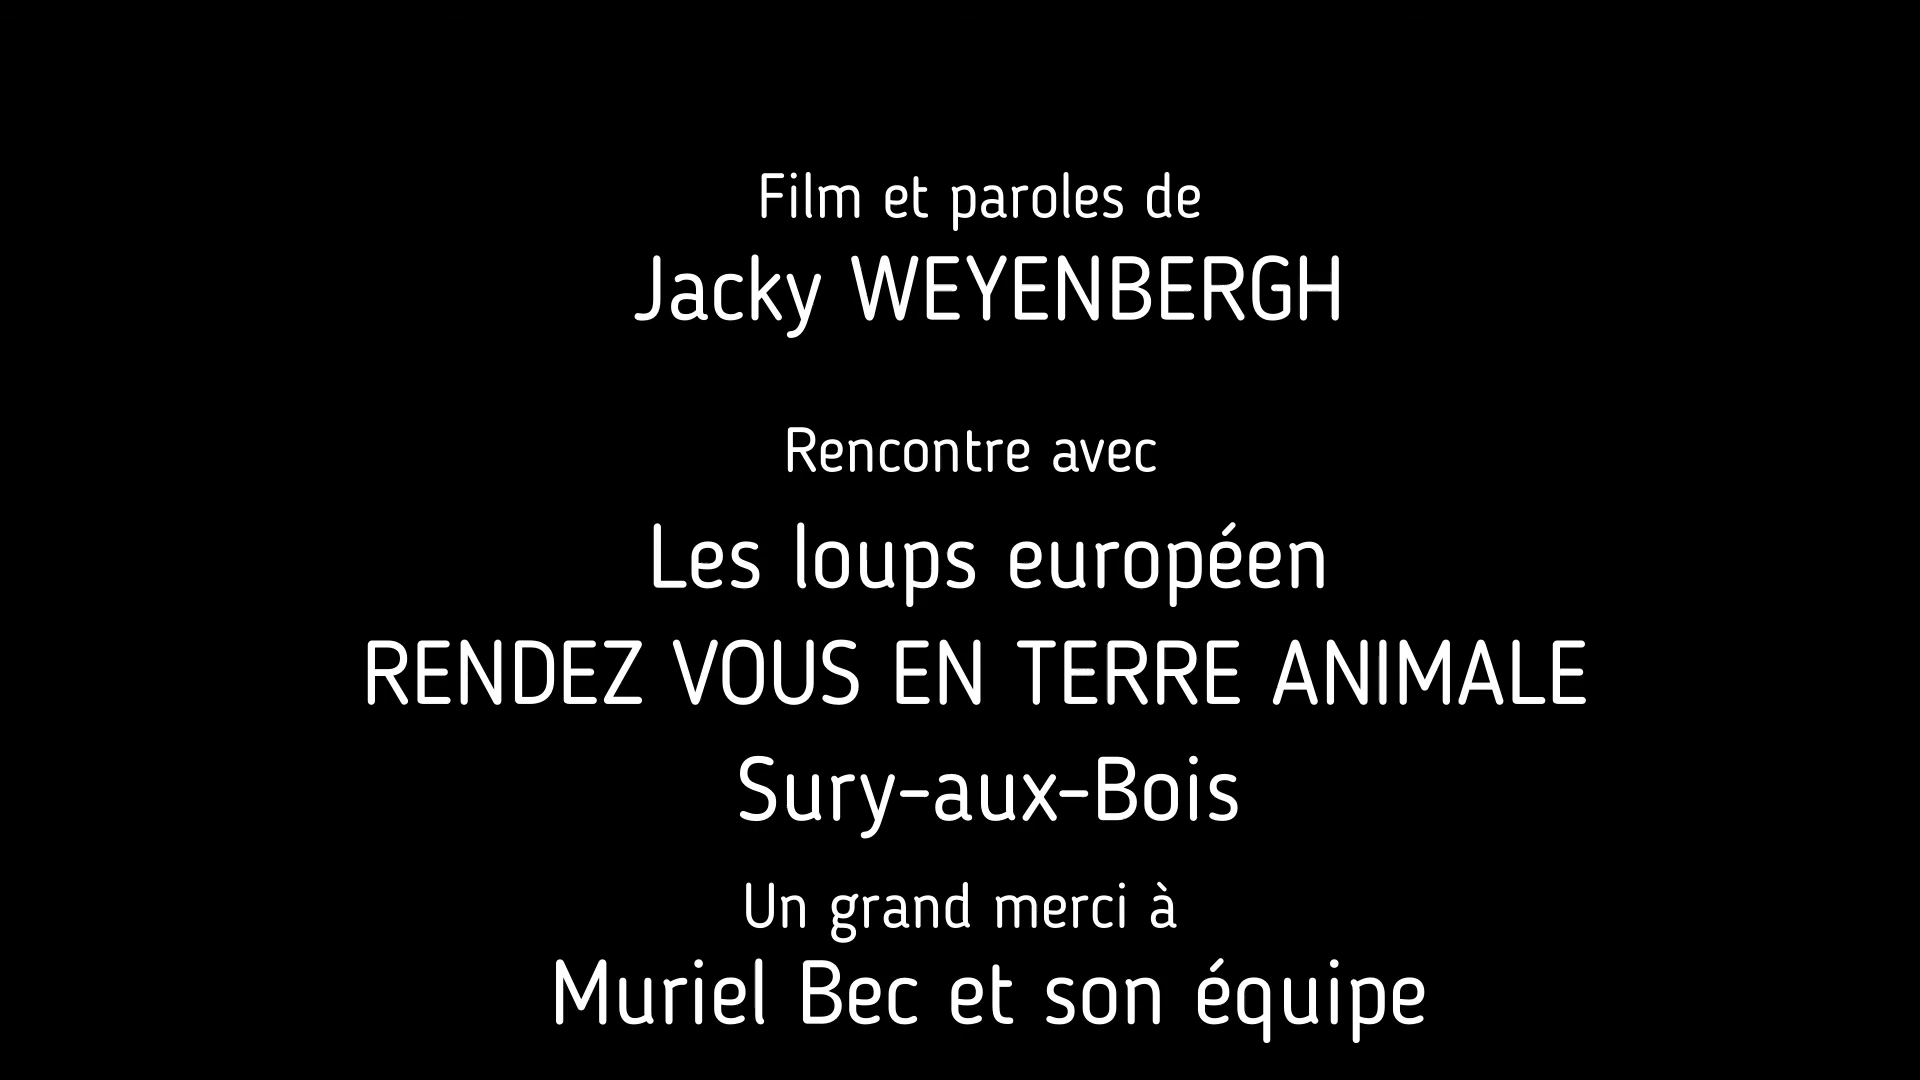 Film et paroles de
Jacky WEYENBERGH
Rencontre avec
Les loups européen
RENDEZ VOUS EN TERRE ANIMALE
Sury-aux-Bois
Un grand merci à
Muriel Bec et son équipe